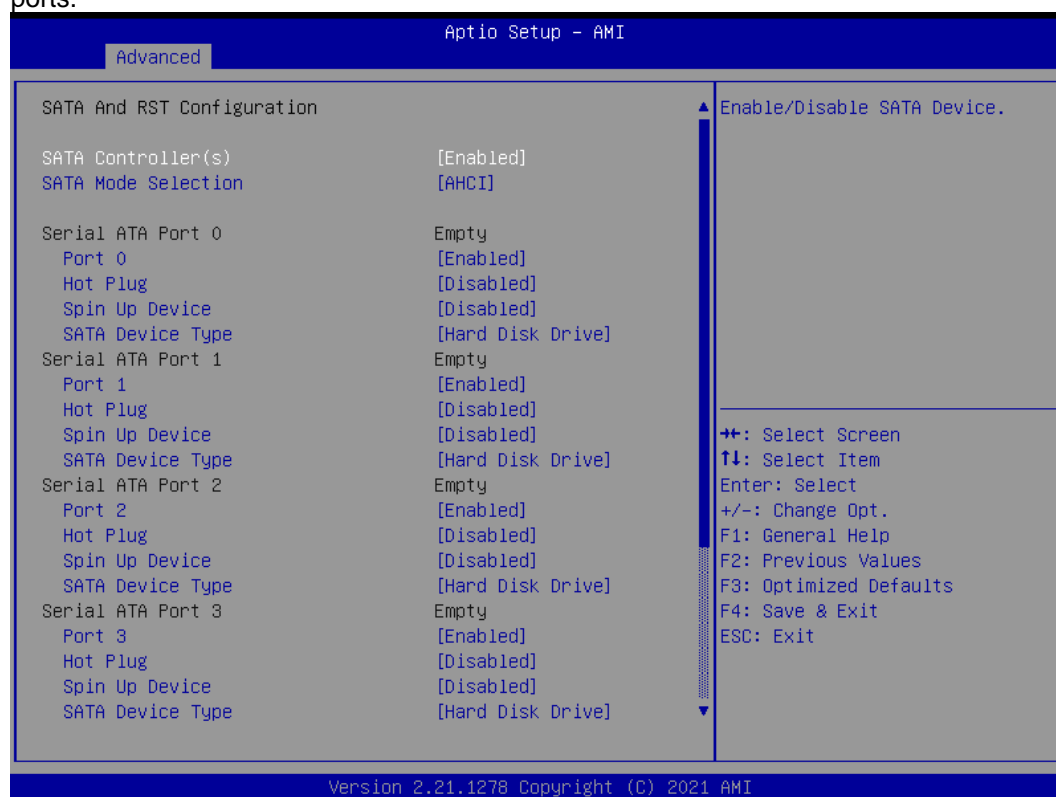 ports.
Aptio Setup - AMI
Advanced
SATA And RST Configuration
SATA Controller(s) [Enabled]
SATA Mode Selection [AHCI]
Serial ATA Port 0 Empty
Port 0 [Enabled]
Hot Plug [Disabled]
Spin Up Device [Disabled]
SATA Device Type [Hard Disk Drive]
Serial ATA Port 1 Empty
Port 1 [Enabled]
Hot Plug [Disabled]
Spin Up Device [Disabled]
SATA Device Type [Hard Disk Drive]
Serial ATA Port 2 Empty
Port 2 [Enabled]
Hot Plug [Disabled]
Spin Up Device [Disabled]
SATA Device Type [Hard Disk Drive]
Serial ATA Port 3 Empty
Port 3 [Enabled]
Hot Plug [Disabled]
Spin Up Device [Disabled]
SATA Device Type [Hard Disk Drive]
Enable/Disable SATA Device.
→←: Select Screen
↑↓: Select Item
Enter: Select
+/-: Change Opt.
F1: General Help
F2: Previous Values
F3: Optimized Defaults
F4: Save & Exit
ESC: Exit
Version 2.21.1278 Copyright (C) 2021 AMI